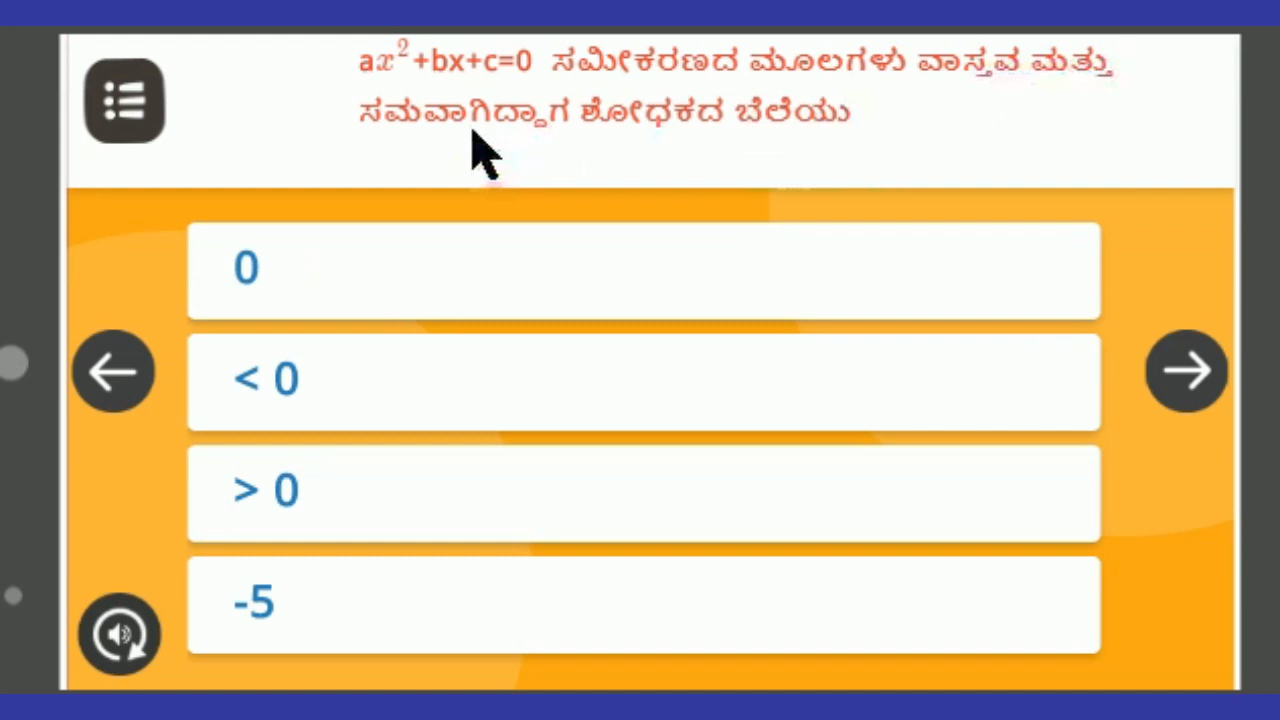 ax²+bx+c=0 ಸಮೀಕರಣದ ಮೂಲಗಳು ವಾಸ್ತವ ಮತ್ತು
ಸಮವಾಗಿದ್ದಾಗ ಶೋಧಕದ ಬೆಲೆಯು
0
< 0
> 0
-5